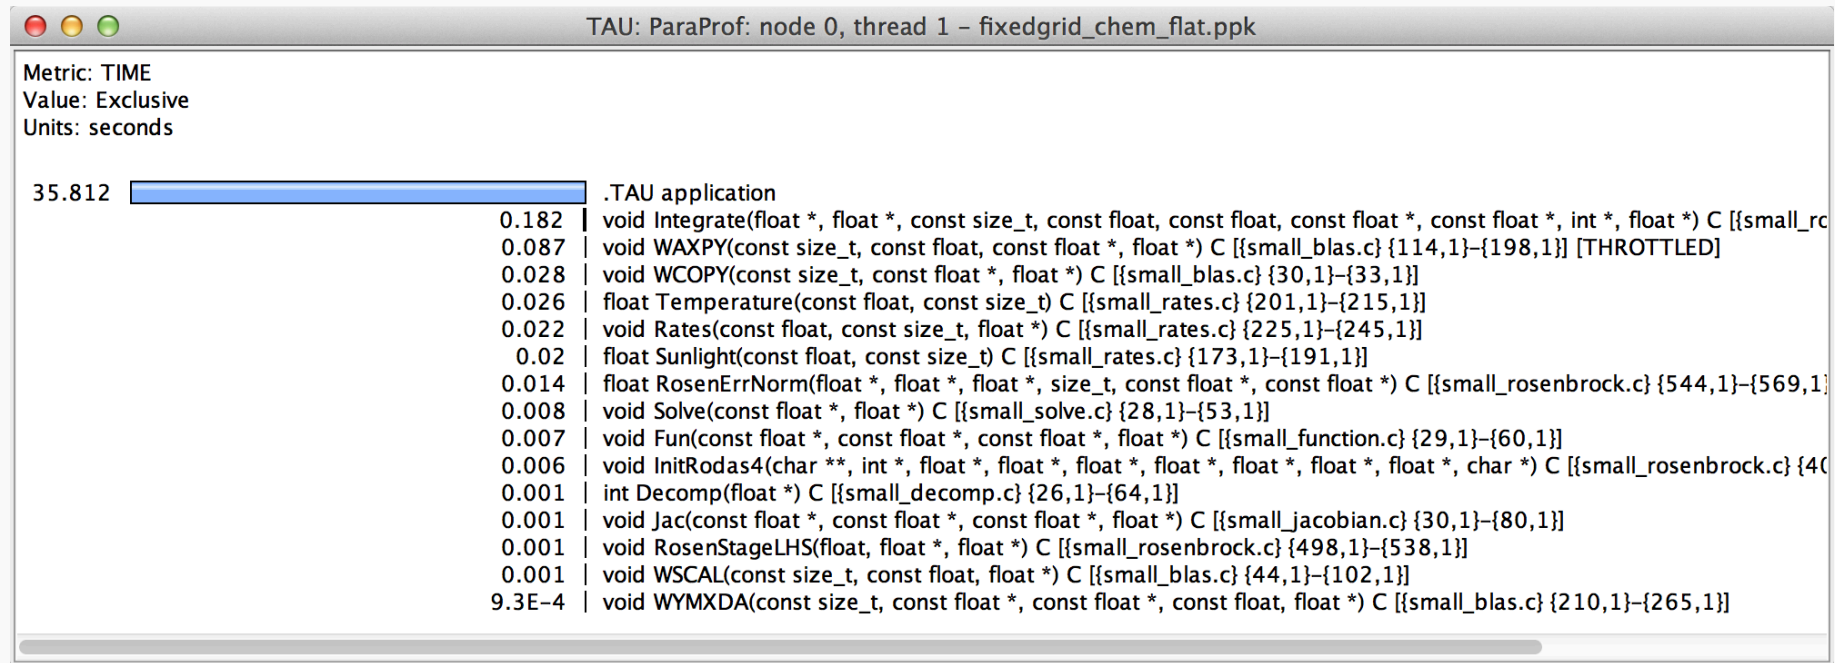 TAU: ParaProf: node 0, thread 1 – fixedgrid_chem_flat.ppk
Metric: TIME
Value: Exclusive
Units: seconds
35.812 .TAU application
0.182 void Integrate(float *, float *, const size_t, const float, const float, const float *, const float *, int *, float *) C [{small_ro
0.087 void WAXPY(const size_t, const float, const float *, float *) C [{small_blas.c} {114,1}–{198,1}] [THROTTLED]
0.028 void WCOPY(const size_t, const float *, float *) C [{small_blas.c} {30,1}–{33,1}]
0.026 float Temperature(const float, const size_t) C [{small_rates.c} {201,1}–{215,1}]
0.022 void Rates(const float, const size_t, float *) C [{small_rates.c} {225,1}–{245,1}]
0.02 float Sunlight(const float, const size_t) C [{small_rates.c} {173,1}–{191,1}]
0.014 float RosenErrNorm(float *, float *, float *, size_t, const float *, const float *) C [{small_rosenbrock.c} {544,1}–{569,1}
0.008 void Solve(const float *, float *) C [{small_solve.c} {28,1}–{53,1}]
0.007 void Fun(const float *, const float *, const float *, float *) C [{small_function.c} {29,1}–{60,1}]
0.006 void InitRodas4(char **, int *, float *, float *, float *, float *, float *, float *, float *, char *) C [{small_rosenbrock.c} {40
0.001 int Decomp(float *) C [{small_decomp.c} {26,1}–{64,1}]
0.001 void Jac(const float *, const float *, const float *, float *) C [{small_jacobian.c} {30,1}–{80,1}]
0.001 void RosenStageLHS(float, float *, float *) C [{small_rosenbrock.c} {498,1}–{538,1}]
0.001 void WSCAL(const size_t, const float, float *) C [{small_blas.c} {44,1}–{102,1}]
9.3E–4 void WYMXDA(const size_t, const float *, const float *, const float, float *) C [{small_blas.c} {210,1}–{265,1}]